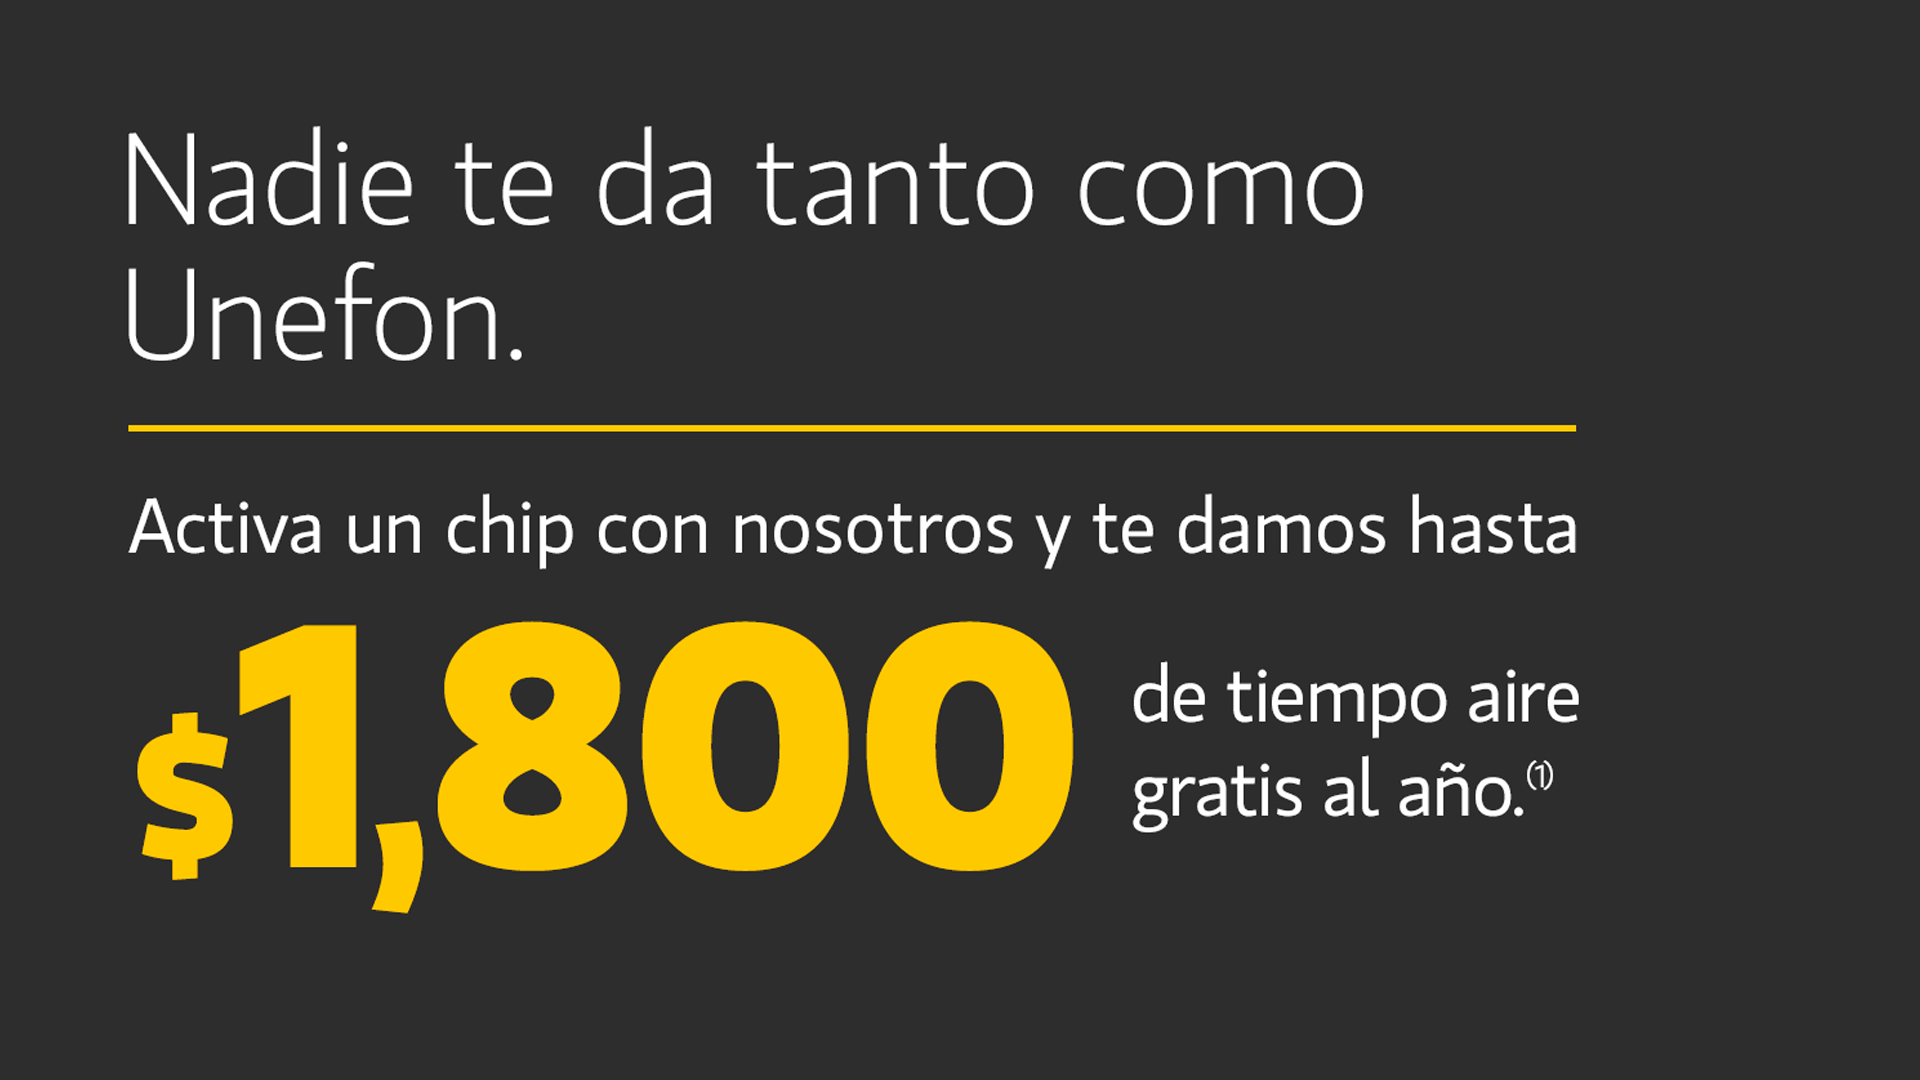 Nadie te da tanto como
Unefon.
Activa un chip con nosotros y te damos hasta
$1,800
de tiempo aire
gratis al año.(1)